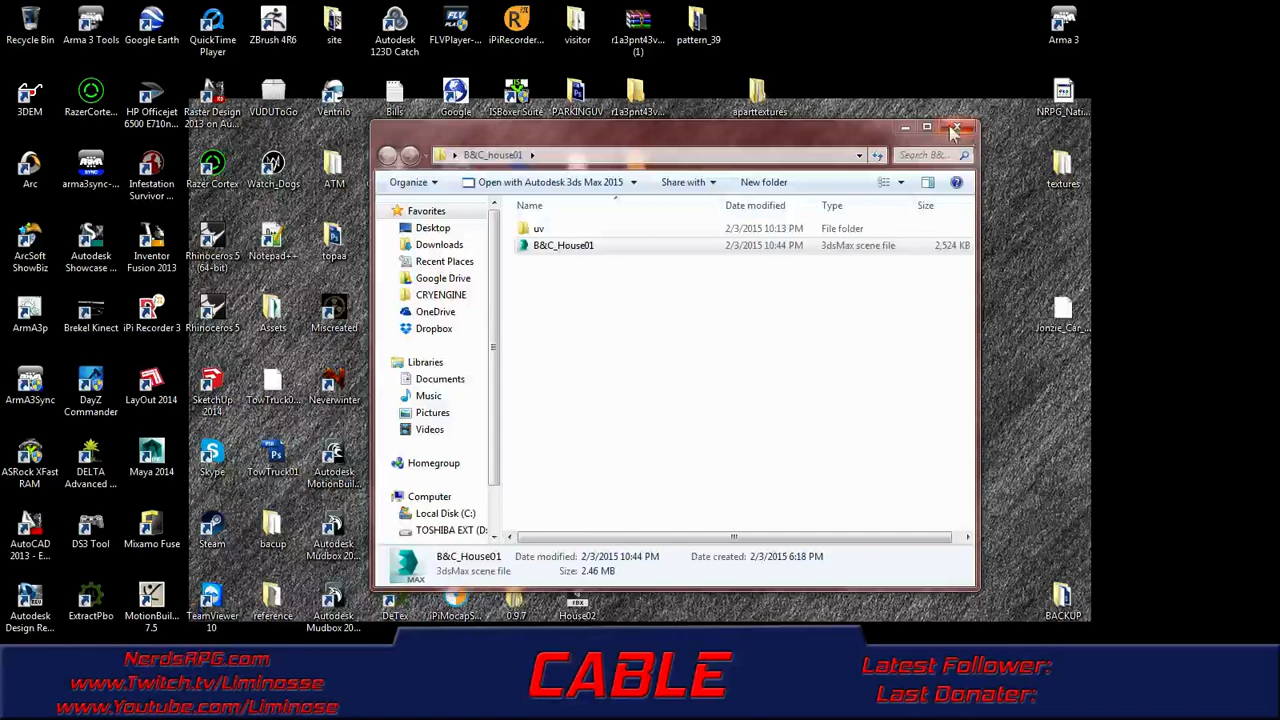 Recycle Bin
Arma 3 Tools
Google Earth
QuickTime
Player
ZBrush 4R6
site
Autodesk
123D Catch
FLVPlayer-...
iPiRecorder...
visitor
r1a3pnt43v...
(1)
pattern_39
Arma 3
3DEM
RazerCorte...
HP Officejet
6500 E710n...
Raster Design
2013 on Au...
VUDUToGo
Ventrilo
Bills
Google
ISBoxer Suite
PARKINGUV
r1a3pnt43v...
aparttextures
NRPG_Nati...
B&C_house01
Search B&...
Organize
Open with Autodesk 3ds Max 2015
Share with
New folder
Name
Date modified
Type
Size
uv
2/3/2015 10:13 PM
File folder
B&C_House01
2/3/2015 10:44 PM
3dsMax scene file
2,524 KB
Favorites
Desktop
Downloads
Recent Places
Google Drive
CRYENGINE
OneDrive
Dropbox
Libraries
Documents
Music
Pictures
Videos
Homegroup
Computer
Local Disk (C:)
TOSHIBA EXT (D:
MAX
B&C_House01
Date modified: 2/3/2015 10:44 PM
Date created: 2/3/2015 6:18 PM
3dsMax scene file
Size: 2.46 MB
Arc
arma3sync-...
Infestation
Survivor ...
Razer Cortex
Watch_Dogs
ATM
textures
ArcSoft
ShowBiz
Autodesk
Showcase ...
Inventor
Fusion 2013
Rhinoceros 5
(64-bit)
Notepad++
topaa
ArmA3p
Brekel Kinect
iPi Recorder 3
Rhinoceros 5
Assets
Miscreated
Jonzie_Car_...
ArmA3Sync
DayZ
Commander
LayOut 2014
SketchUp
2014
TowTruck0...
Neverwinter
ASRock XFast
RAM
DELTA
Advanced ...
Maya 2014
Skype
TowTruck01
Autodesk
MotionBuil...
AutoCAD
2013 - E...
DS3 Tool
Mixamo Fuse
Steam
bacup
Autodesk
Mudbox 20...
Autodesk
Design Re...
ExtractPbo
MotionBuil...
7.5
TeamViewer
10
reference
Autodesk
Mudbox 20...
DeTex
iPiMocapS...
0.9.7
FBX
House02
BACKUP
NerdsRPG.com
www.Twitch.tv/Liminosse
www.Youtube.com/Liminose
CABLE
Latest Follower:
Last Donater: